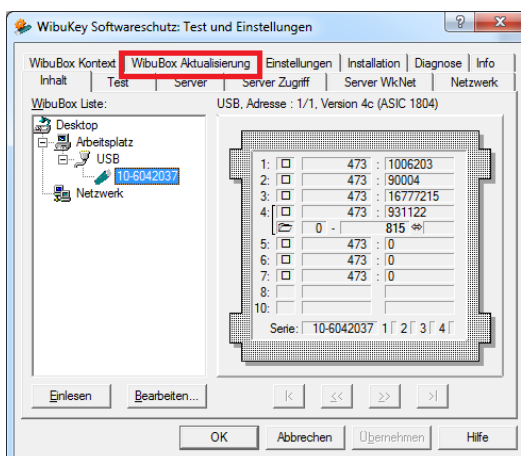 WibuKey Softwareschutz: Test und Einstellungen
WibuBox Kontext WibuBox Aktualisierung Einstellungen Installation Diagnose Info
Inhalt Test Server Server Zugriff Server WkNet Netzwerk
WibuBox Liste: USB, Adresse : 1/1, Version 4c (ASIC 1804)
Desktop
Arbeitsplatz
USB
10-6042037
Netzwerk
1: 473 : 1006203
2: 473 : 90004
3: 473 : 16777215
4: 473 : 931122
0 - 815
5: 473 : 0
6: 473 : 0
7: 473 : 0
8:
10:
Serie: 10-6042037 1 2 3 4
Einlesen Bearbeiten... |< << >> >|
OK Abbrechen Übernehmen Hilfe